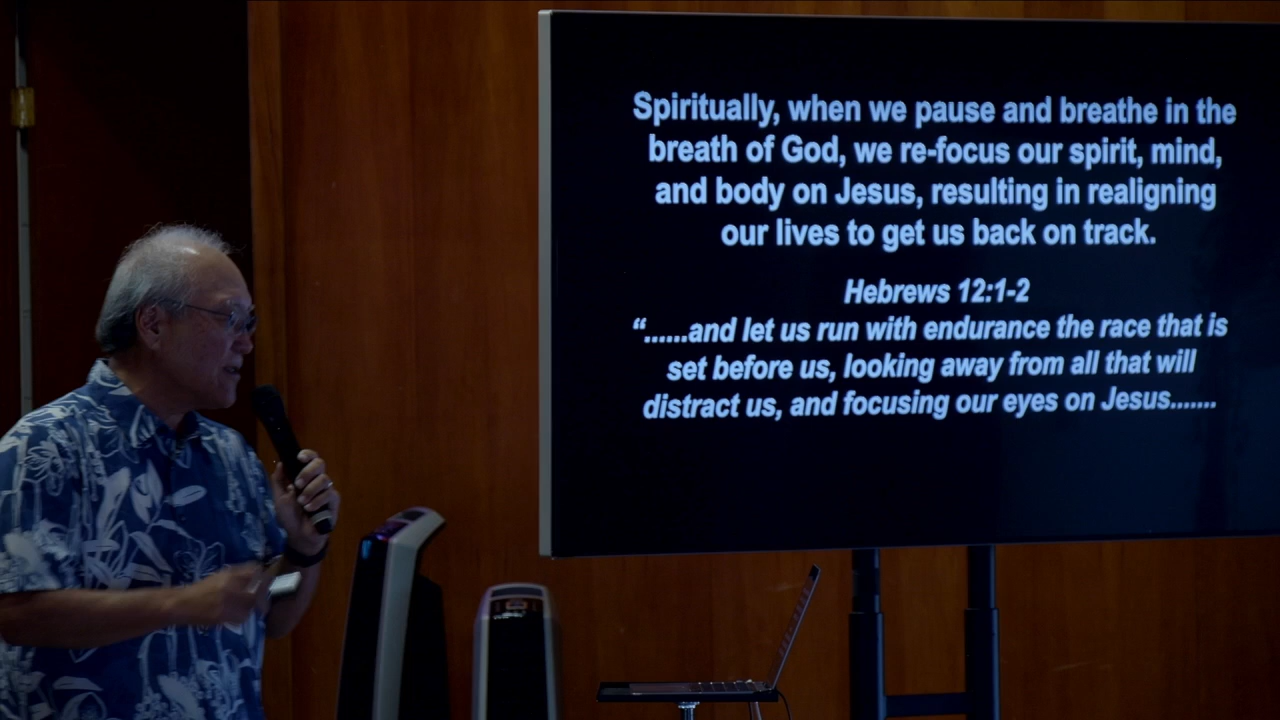 Spiritually, when we pause and breathe in the
breath of God, we re-focus our spirit, mind,
and body on Jesus, resulting in realigning
our lives to get us back on track.
Hebrews 12:1-2
“......and let us run with endurance the race that is
set before us, looking away from all that will
distract us, and focusing our eyes on Jesus.......